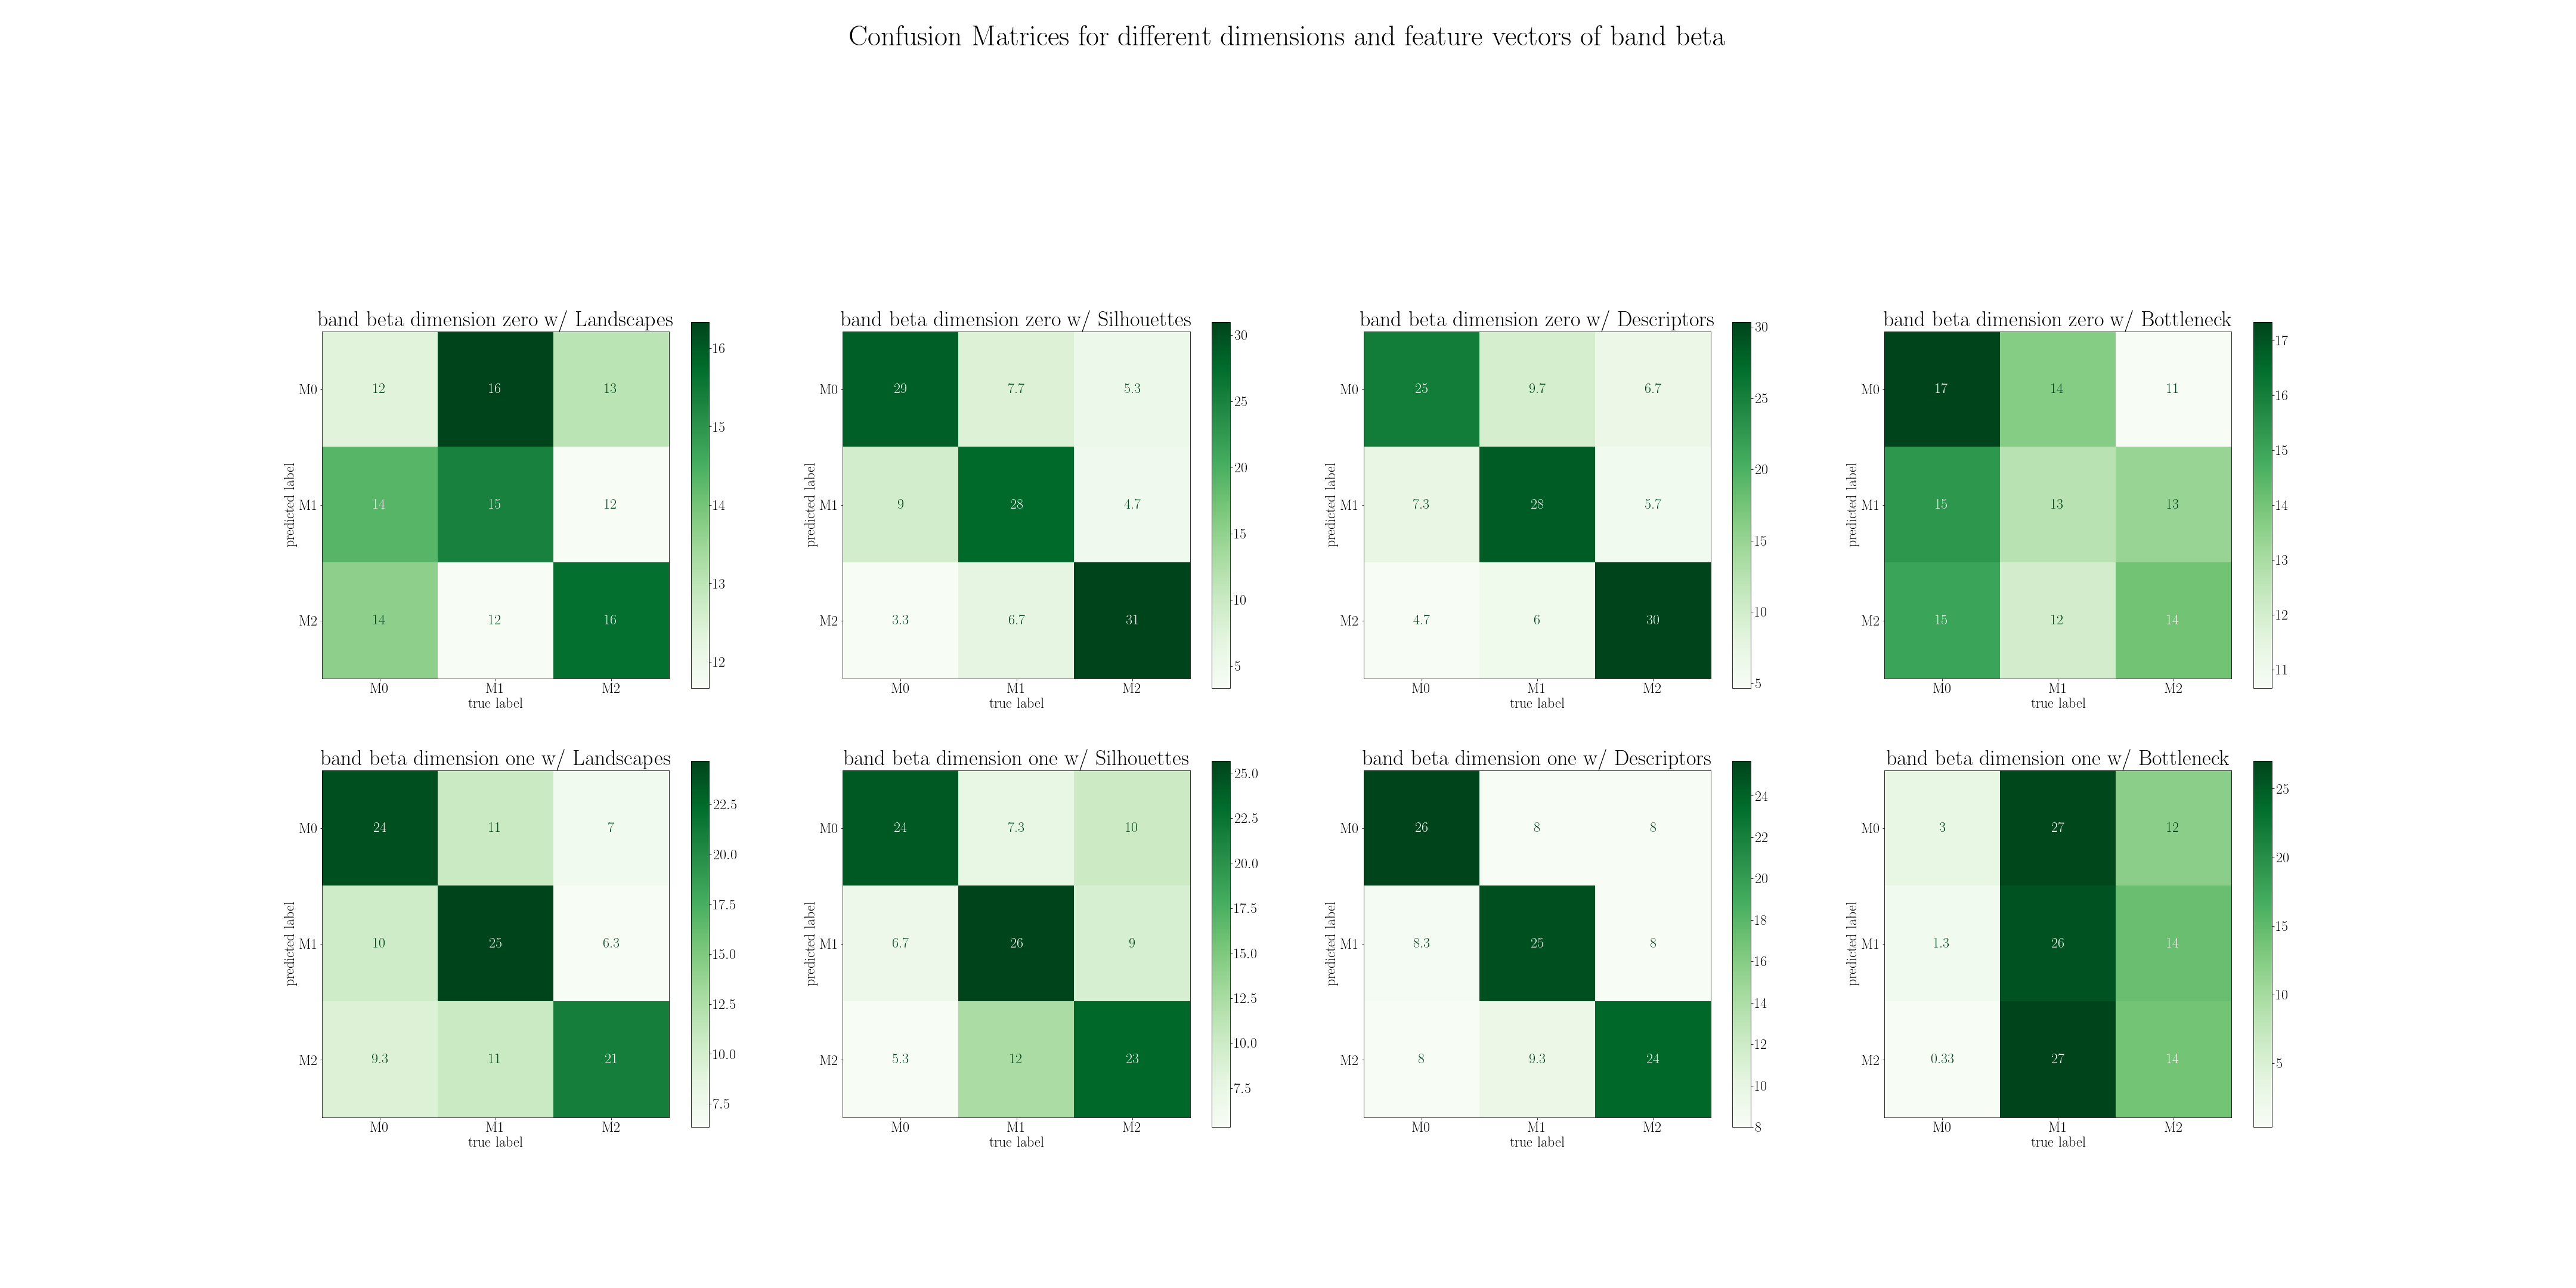 Confusion Matrices for different dimensions and feature vectors of band beta
band beta dimension zero w/ Landscapes
predicted label
M0
12
16
13
M1
14
15
12
M2
14
12
16
M0
M1
M2
true label
16
15
14
13
12
band beta dimension zero w/ Silhouettes
predicted label
M0
29
7.7
5.3
M1
9
28
4.7
M2
3.3
6.7
31
M0
M1
M2
true label
30
25
20
15
10
5
band beta dimension zero w/ Descriptors
predicted label
M0
25
9.7
6.7
M1
7.3
28
5.7
M2
4.7
6
30
M0
M1
M2
true label
30
25
20
15
10
5
band beta dimension zero w/ Bottleneck
predicted label
M0
17
14
11
M1
15
13
13
M2
15
12
14
M0
M1
M2
true label
17
16
15
14
13
12
11
band beta dimension one w/ Landscapes
predicted label
M0
24
11
7
M1
10
25
6.3
M2
9.3
11
21
M0
M1
M2
true label
22.5
20.0
17.5
15.0
12.5
10.0
7.5
band beta dimension one w/ Silhouettes
predicted label
M0
24
7.3
10
M1
6.7
26
9
M2
5.3
12
23
M0
M1
M2
true label
25.0
22.5
20.0
17.5
15.0
12.5
10.0
7.5
band beta dimension one w/ Descriptors
predicted label
M0
26
8
8
M1
8.3
25
8
M2
8
9.3
24
M0
M1
M2
true label
24
22
20
18
16
14
12
10
8
band beta dimension one w/ Bottleneck
predicted label
M0
3
27
12
M1
1.3
26
14
M2
0.33
27
14
M0
M1
M2
true label
25
20
15
10
5